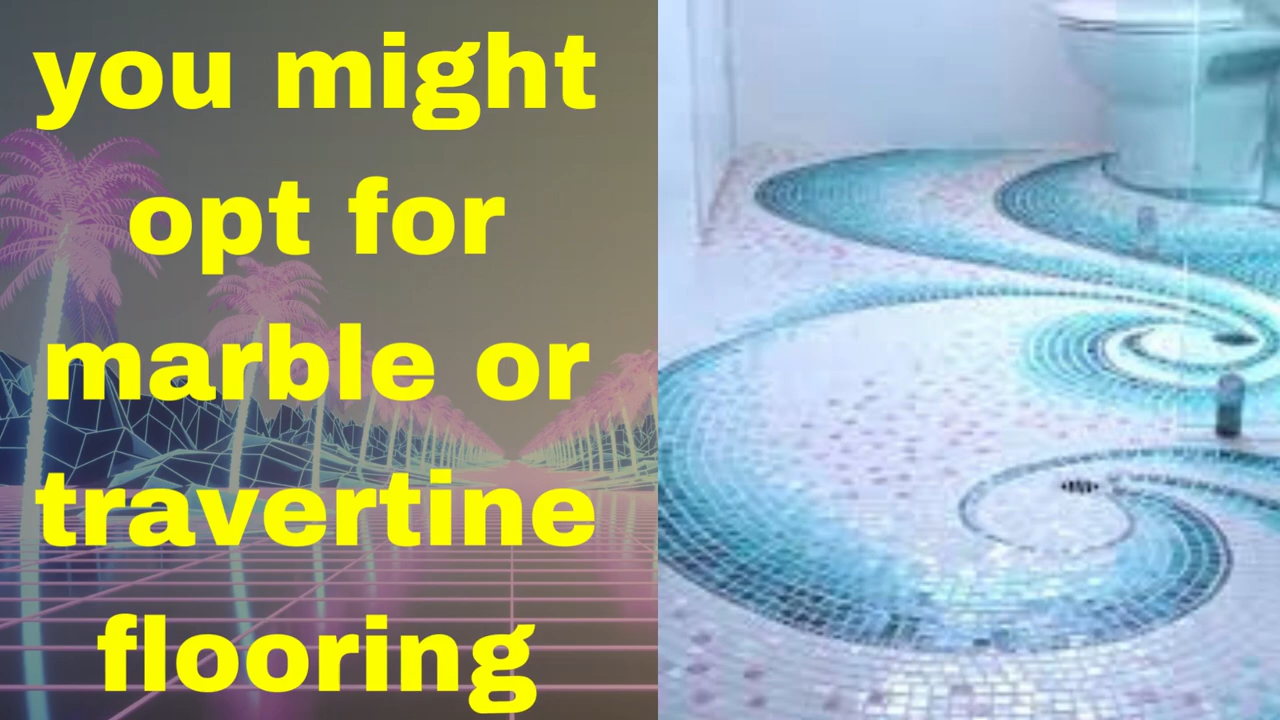 you might
opt for
marble or
travertine
flooring